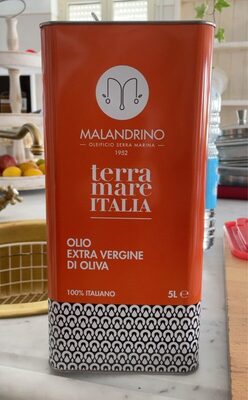 MALANDRINO
OLEIFICIO SERRA MARINA
1952
terra
mare
ITALIA
OLIO
EXTRA VERGINE
DI OLIVA
100% ITALIANO
5L e